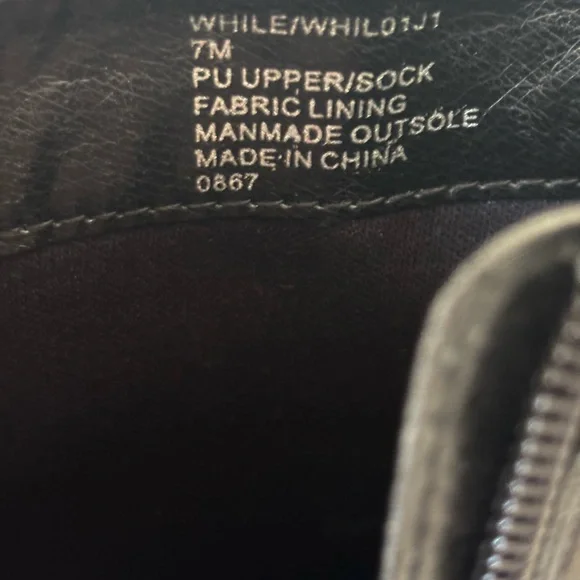 WHILE/WHIL01J1
7M
PU UPPER/SOCK
FABRIC LINING
MANMADE OUTSOLE
MADE IN CHINA
0867